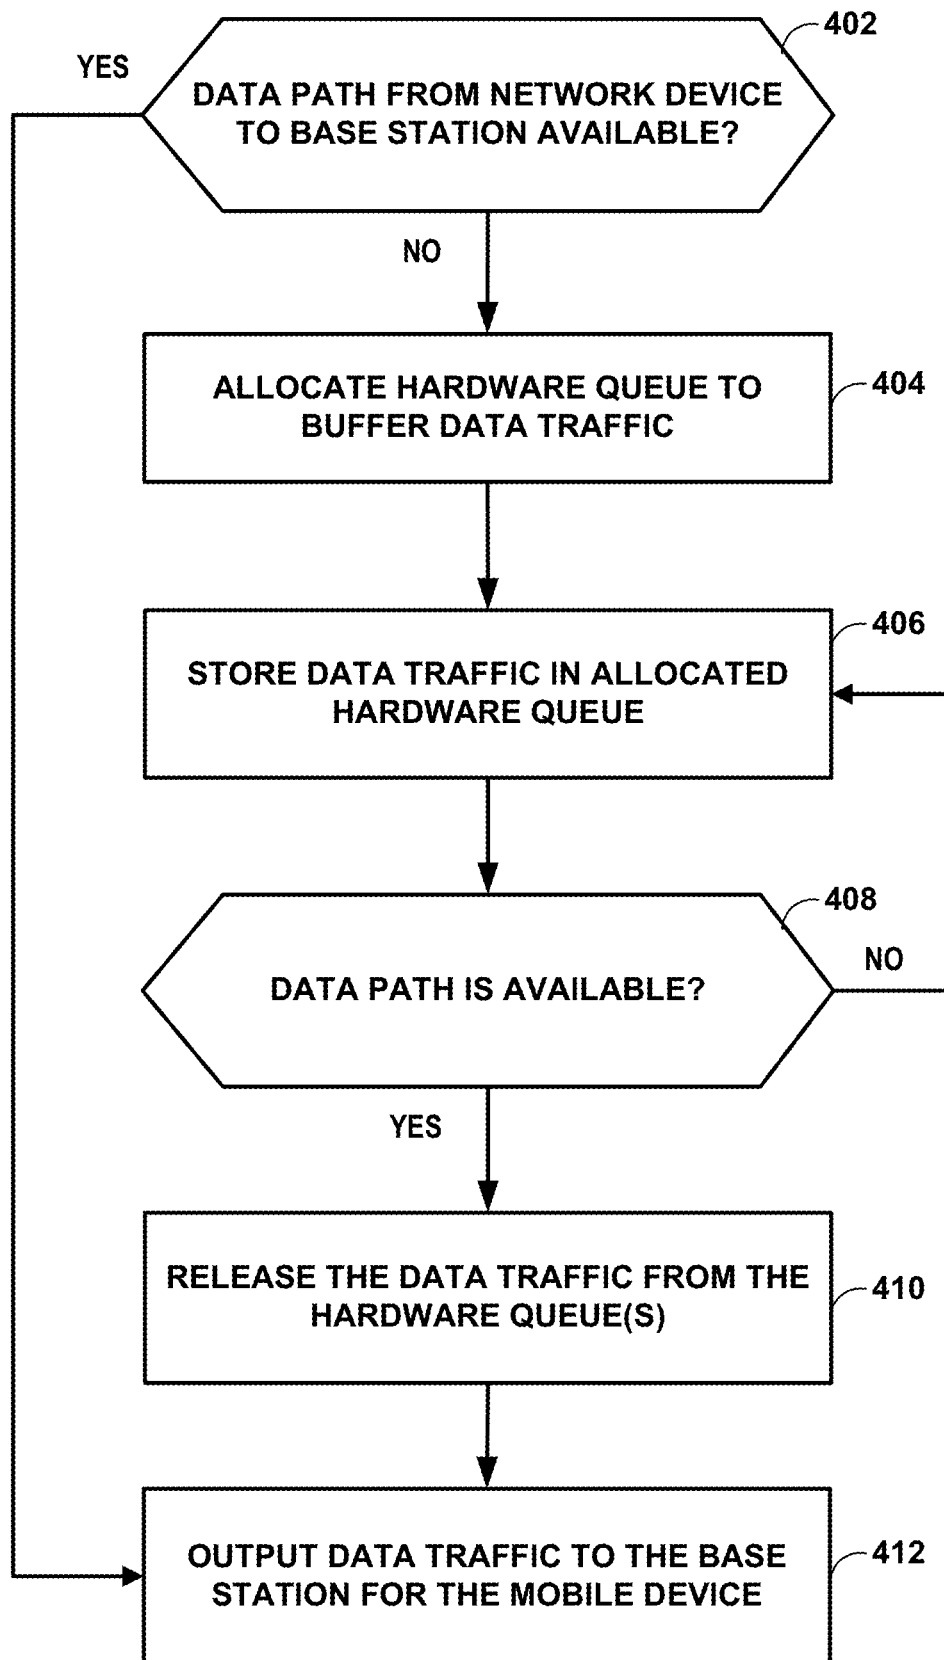 402
YES
DATA PATH FROM NETWORK DEVICE
TO BASE STATION AVAILABLE?
NO
ALLOCATE HARDWARE QUEUE TO
BUFFER DATA TRAFFIC
404
406
STORE DATA TRAFFIC IN ALLOCATED
HARDWARE QUEUE
408
NO
DATA PATH IS AVAILABLE?
YES
RELEASE THE DATA TRAFFIC FROM THE
HARDWARE QUEUE(S)
410
OUTPUT DATA TRAFFIC TO THE BASE
STATION FOR THE MOBILE DEVICE
412